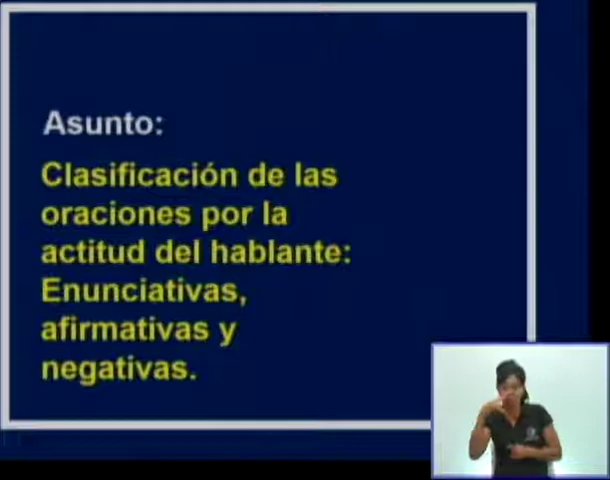 Asunto:
Clasificación de las
oraciones por la
actitud del hablante:
Enunciativas,
afirmativas y
negativas.